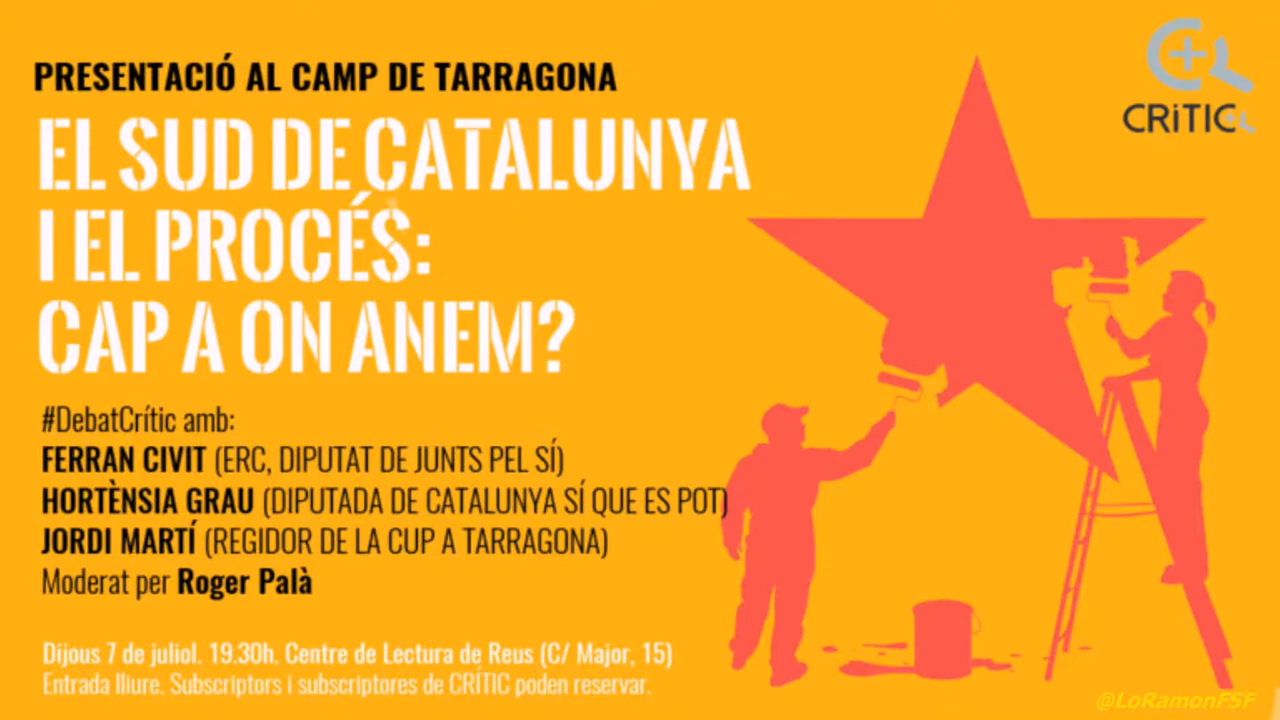 PRESENTACIÓ AL CAMP DE TARRAGONA
CRÍTIC
EL SUD DE CATALUNYA
I EL PROCÉS:
CAP A ON ANEM?
#DebatCrític amb:
FERRAN CIVIT (ERC, DIPUTAT DE JUNTS PEL SÍ)
HORTÈNSIA GRAU (DIPUTADA DE CATALUNYA SÍ QUE ES POT)
JORDI MARTÍ (REGIDOR DE LA CUP A TARRAGONA)
Moderat per Roger Palà
Dijous 7 de juliol. 19.30h. Centre de Lectura de Reus (C/ Major, 15)
Entrada lliure. Subscriptors i subscriptores de CRÍTIC poden reservar.
@LoRamonFSF